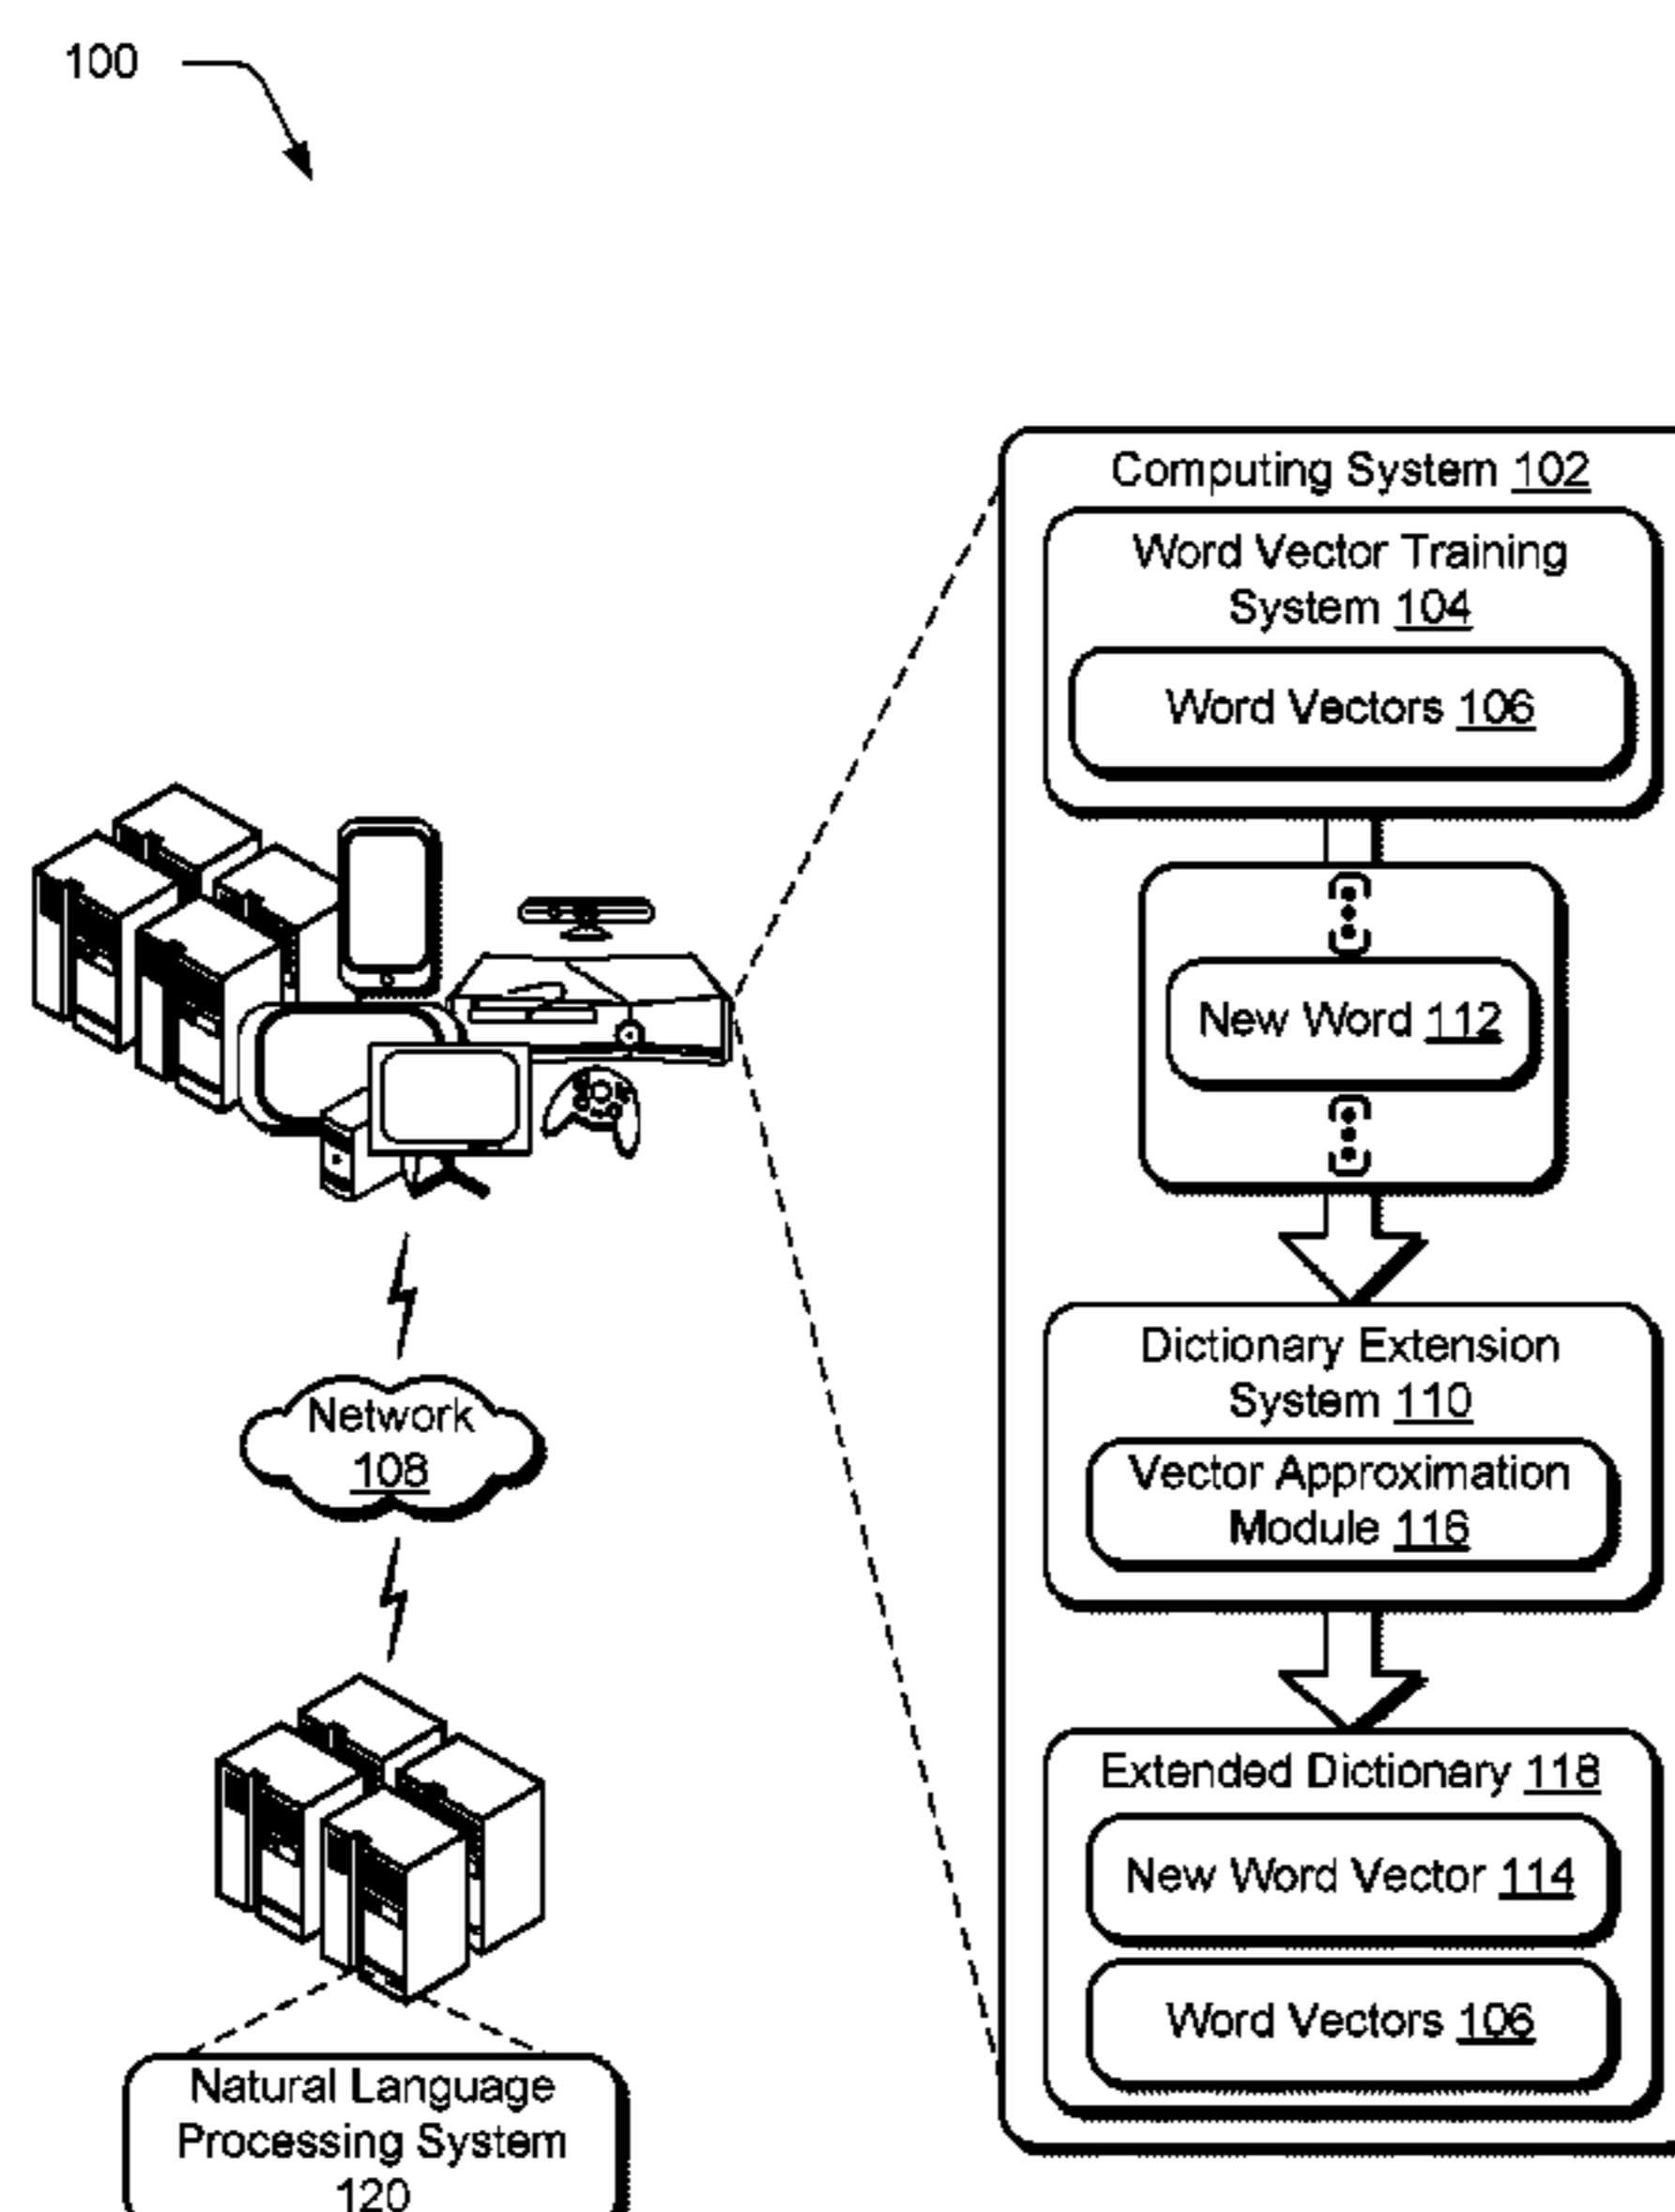 100
Computing System 102
Word Vector Training
System 104
Word Vectors 106
New Word 112
Dictionary Extension
System 110
Vector Approximation
Module 116
Extended Dictionary 118
New Word Vector 114
Word Vectors 106
Network
108
Natural Language
Processing System
120